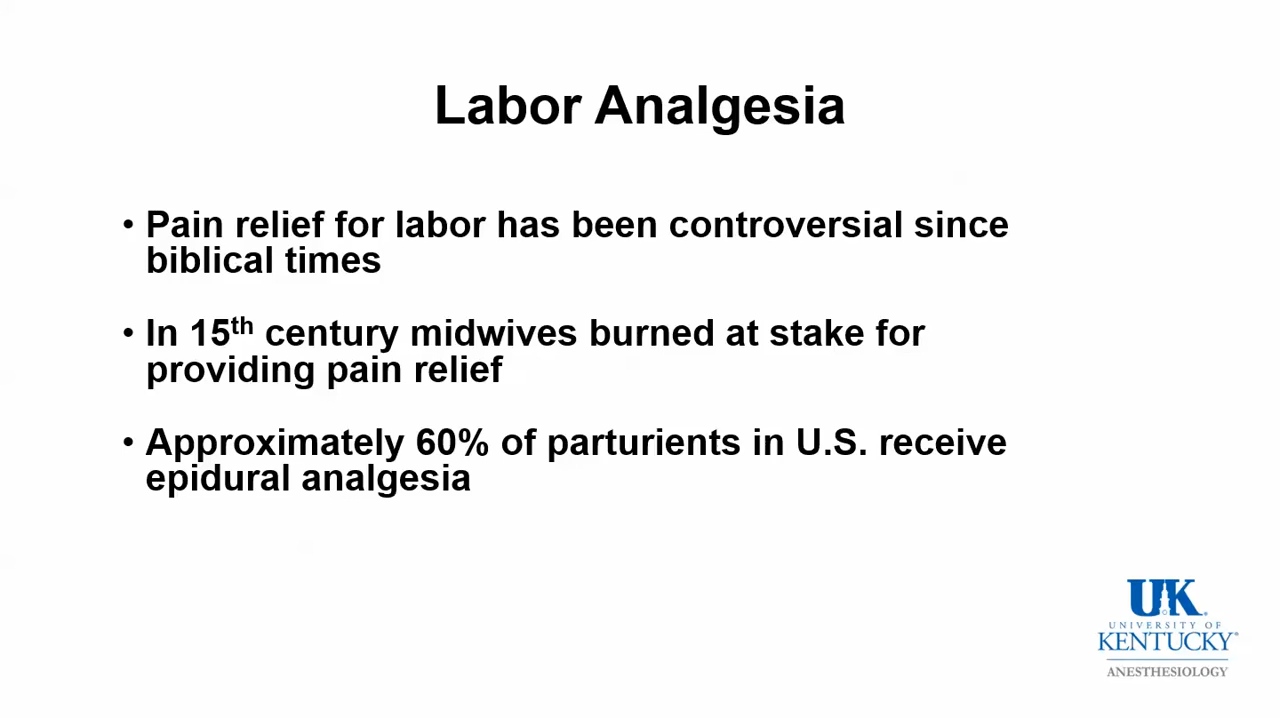 Labor Analgesia
• Pain relief for labor has been controversial since
biblical times
• In 15th century midwives burned at stake for
providing pain relief
• Approximately 60% of parturients in U.S. receive
epidural analgesia
UK
UNIVERSITY OF
KENTUCKY®
ANESTHESIOLOGY